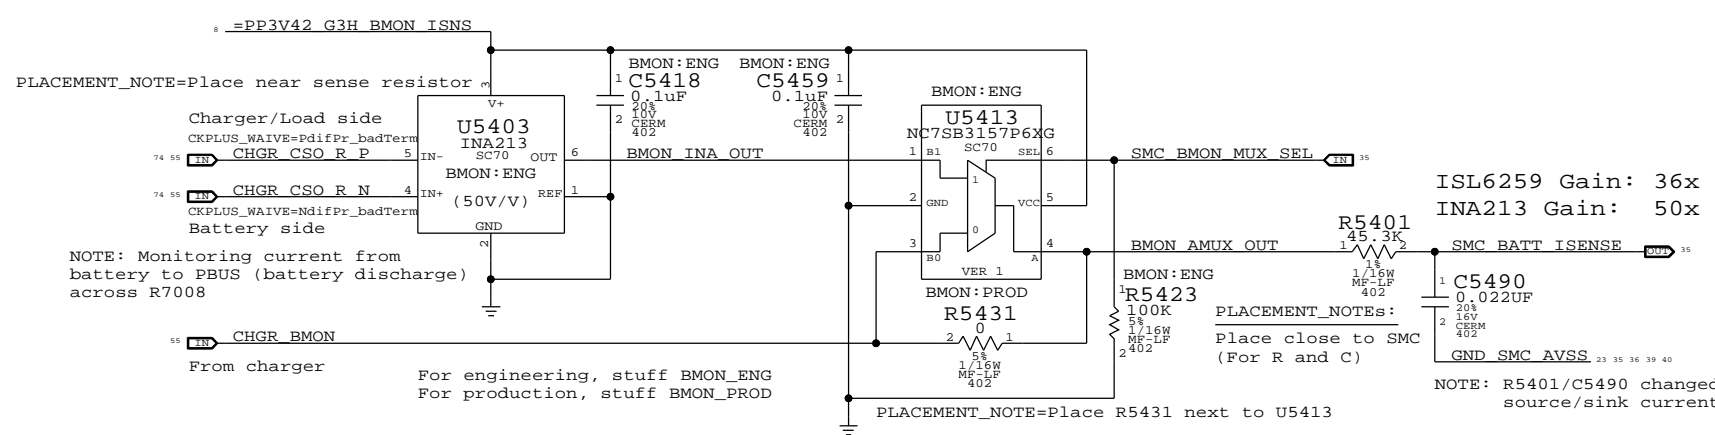 8 =PP3V42_G3H_BMON_ISNS
PLACEMENT_NOTE=Place near sense resistor
3
V+
U5403
INA213
SC70
BMON:ENG
(50V/V)
IN-
IN+
OUT
REF
GND
5
4
6
1
2
Charger/Load side
CKPLUS_WAIVE=PdifPr_badTerm
74 55 IN CHGR_CSO_R_P
74 55 IN CHGR_CSO_R_N
CKPLUS_WAIVE=NdifPr_badTerm
Battery side
NOTE: Monitoring current from
battery to PBUS (battery discharge)
across R7008
BMON:ENG
1 C5418
0.1uF
20%
10V
2 CERM
402
BMON:ENG
C5459 1
0.1uF
20%
10V
CERM 2
402
BMON_INA_OUT
BMON:ENG
U5413
NC7SB3157P6XG
SC70
1 B1
SEL 6
1
2 GND
VCC 5
0
3 B0
A 4
VER 1
SMC_BMON_MUX_SEL IN 35
ISL6259 Gain: 36x
INA213 Gain: 50x
BMON_AMUX_OUT
R5401
45.3K
1 2
1%
1/16W
MF-LF
402
SMC_BATT_ISENSE OUT 35
BMON:ENG
1 R5423
100K
5%
1/16W
MF-LF
2 402
1 C5490
0.022UF
20%
16V
2 CERM
402
PLACEMENT_NOTEs:
Place close to SMC
(For R and C)
GND_SMC_AVSS 23 35 36 39 40
NOTE: R5401/C5490 changed
source/sink current
BMON:PROD
R5431
0
2 1
5%
1/16W
MF-LF
402
55 IN CHGR_BMON
From charger
For engineering, stuff BMON_ENG
For production, stuff BMON_PROD
PLACEMENT_NOTE=Place R5431 next to U5413